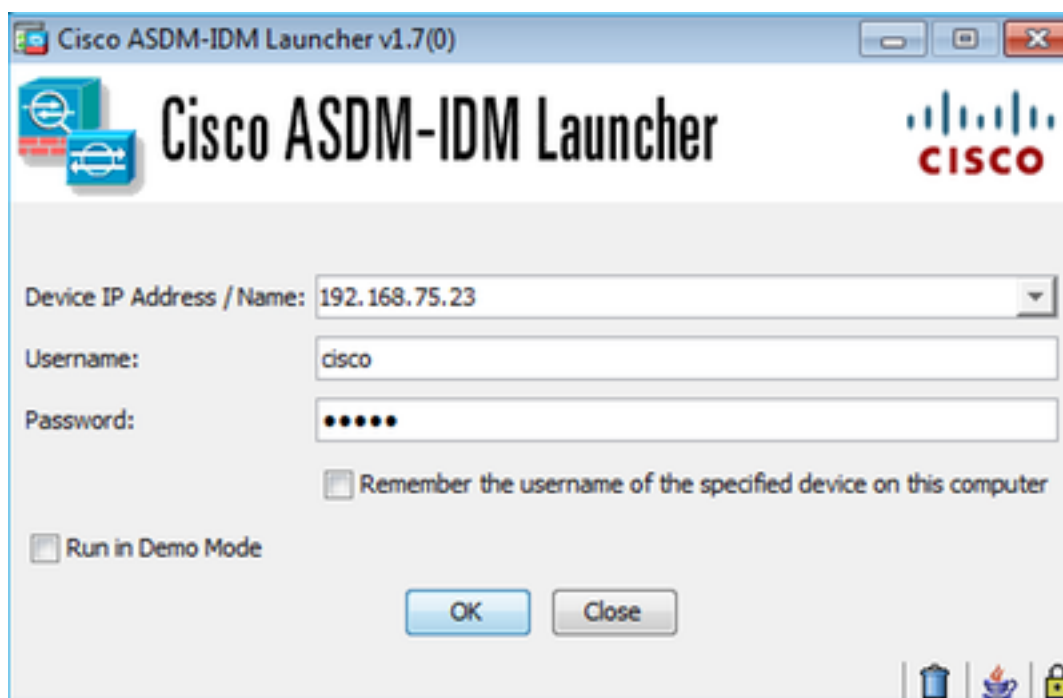 Cisco ASDM-IDM Launcher v1.7(0)
Cisco ASDM-IDM Launcher
CISCO
Device IP Address / Name: 192.168.75.23
Username: cisco
Password: •••••
Remember the username of the specified device on this computer
Run in Demo Mode
OK Close